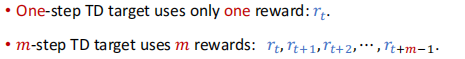 • One-step TD target uses only one reward: rₜ.
• m-step TD target uses m rewards: rₜ, rₜ₊₁, rₜ₊₂, ⋯, rₜ₊ₘ₋₁.